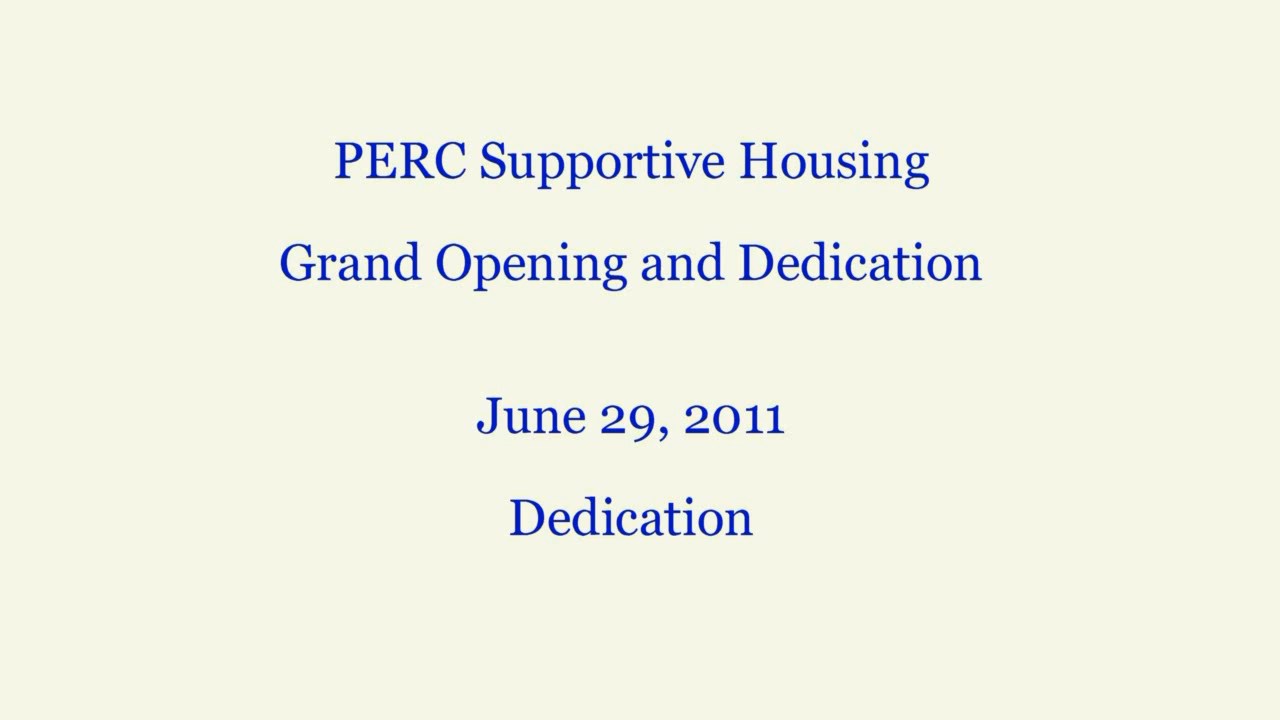 PERC Supportive Housing
Grand Opening and Dedication
June 29, 2011
Dedication